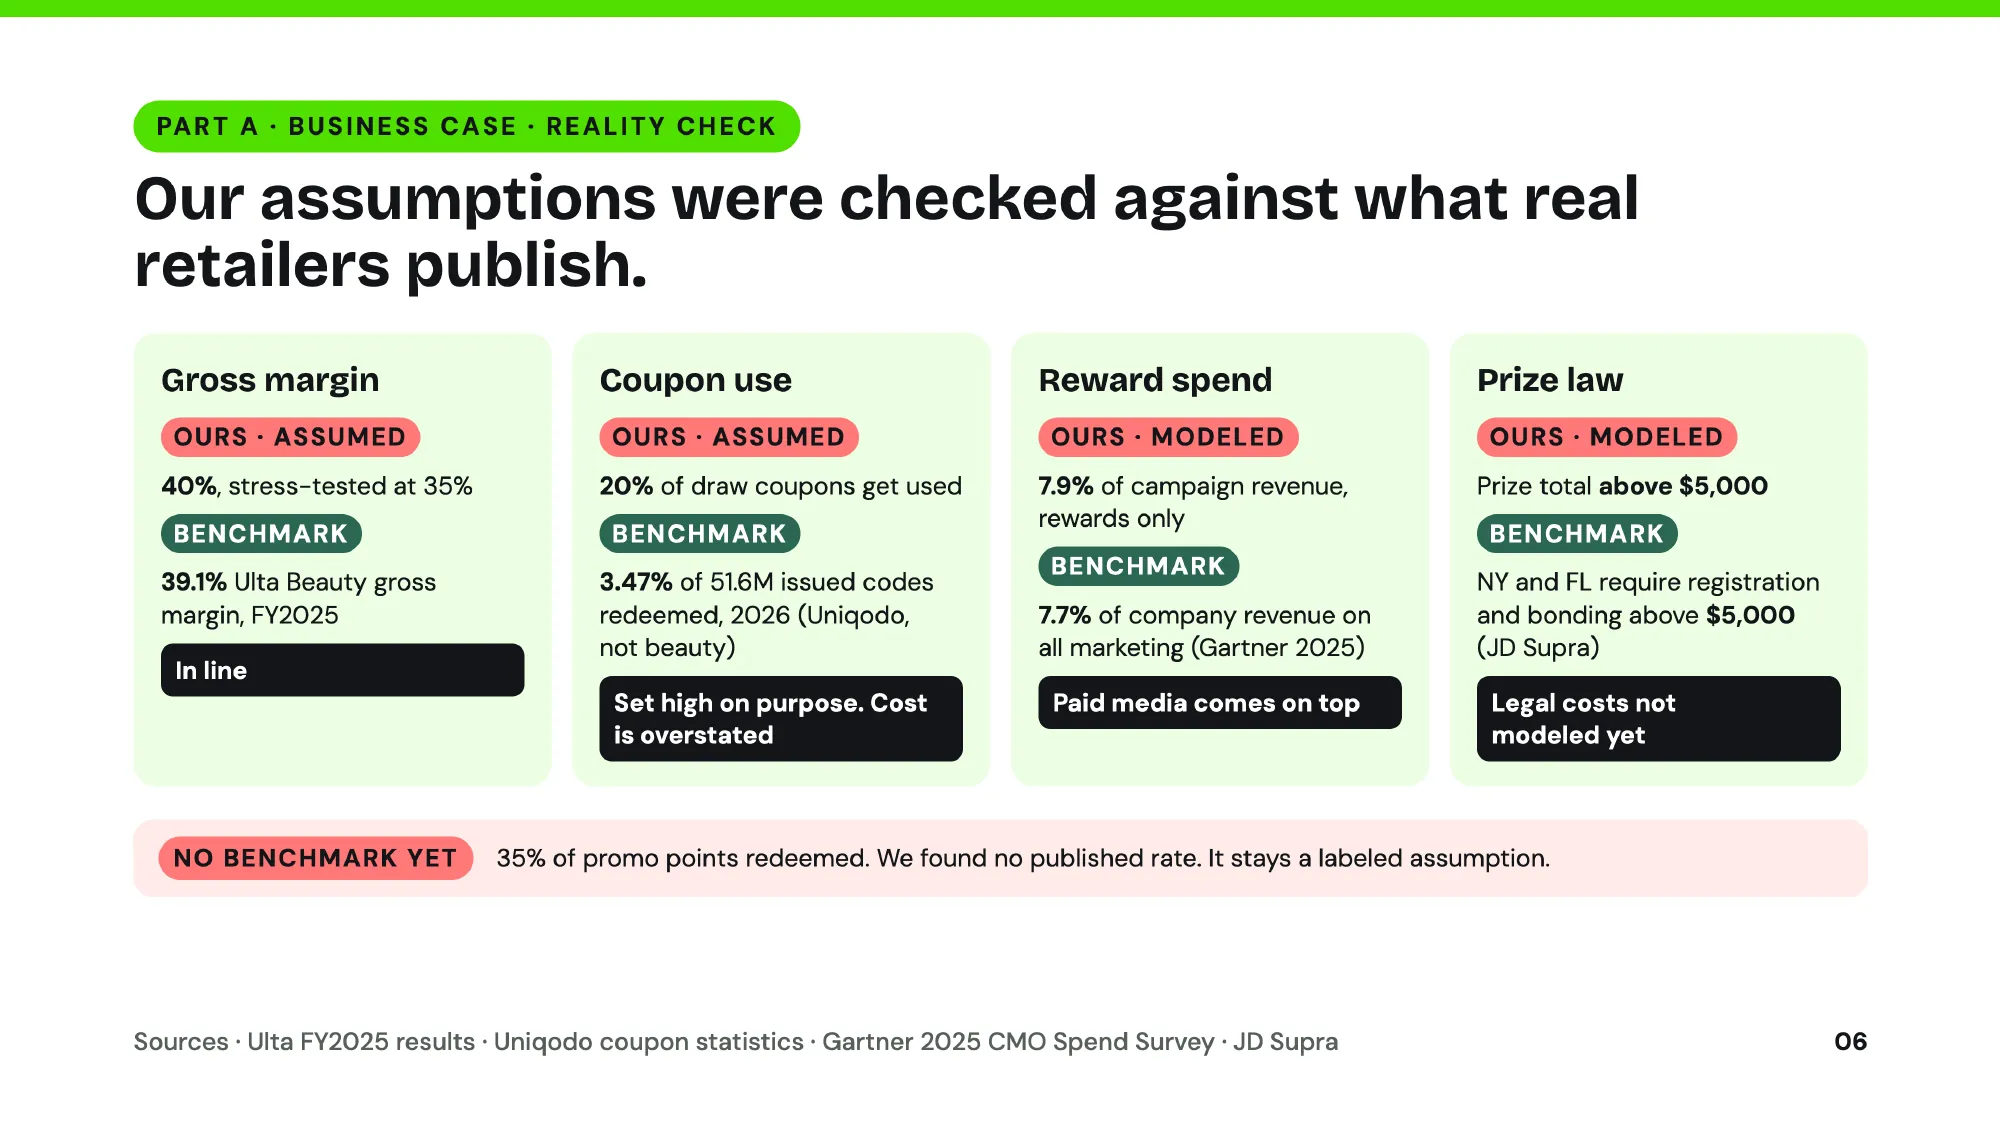 PART A · BUSINESS CASE · REALITY CHECK
Our assumptions were checked against what real
retailers publish.
Gross margin
OURS · ASSUMED
40%, stress-tested at 35%
BENCHMARK
39.1% Ulta Beauty gross
margin, FY2025
In line
Coupon use
OURS · ASSUMED
20% of draw coupons get used
BENCHMARK
3.47% of 51.6M issued codes
redeemed, 2026 (Uniqodo,
not beauty)
Set high on purpose. Cost
is overstated
Reward spend
OURS · MODELED
7.9% of campaign revenue,
rewards only
BENCHMARK
7.7% of company revenue on
all marketing (Gartner 2025)
Paid media comes on top
Prize law
OURS · MODELED
Prize total above $5,000
BENCHMARK
NY and FL require registration
and bonding above $5,000
(JD Supra)
Legal costs not
modeled yet
NO BENCHMARK YET 35% of promo points redeemed. We found no published rate. It stays a labeled assumption.
Sources · Ulta FY2025 results · Uniqodo coupon statistics · Gartner 2025 CMO Spend Survey · JD Supra
06